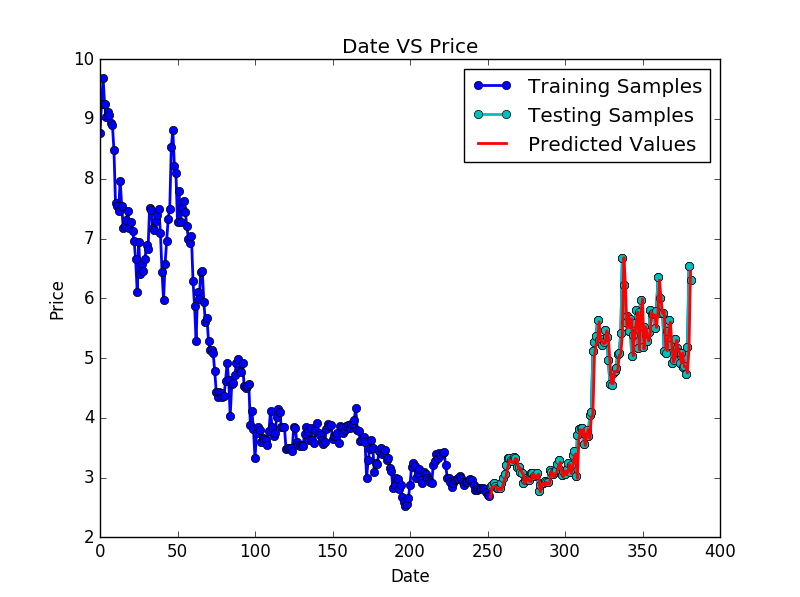 Date VS Price
10
9
8
7
6
5
4
3
2
Price
0 50 100 150 200 250 300 350 400
Date
Training Samples
Testing Samples
Predicted Values